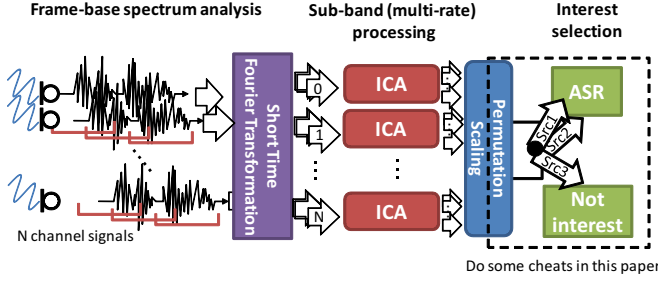 Frame-base spectrum analysis
Sub-band (multi-rate)
processing
Interest
selection
Short Time
Fourier Transformation
0
1
N
ICA
ICA
ICA
Permutation
Scaling
Src1
Src2
Src3
ASR
Not
interest
N channel signals
Do some cheats in this paper